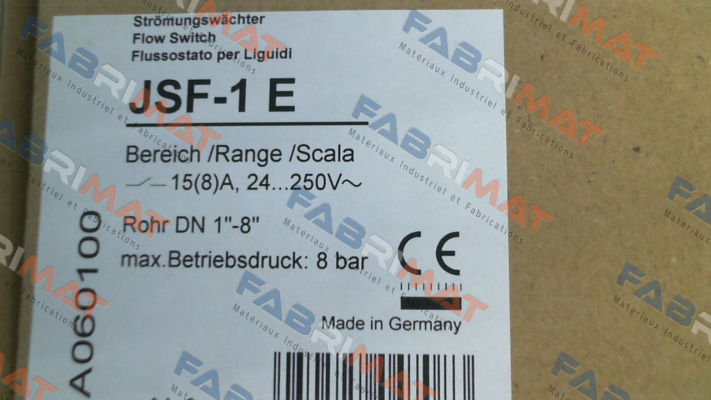 Strömungswächter
Flow Switch
Flussostato per Liguidi
JSF-1 E
Bereich /Range /Scala
15(8)A, 24...250V~
Rohr DN 1"-8"
max.Betriebsdruck: 8 bar
CE
Made in Germany
A060100
FABRIMAT
Materiaux Industriel et Fabrications